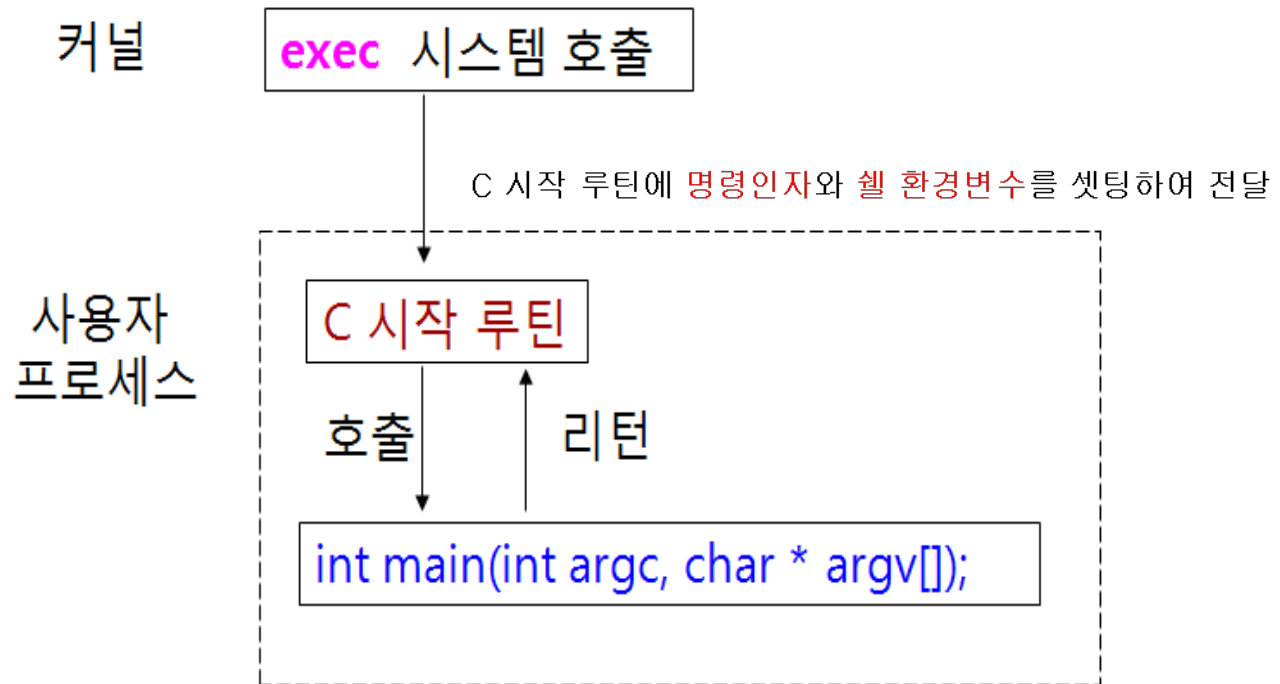 커널
exec 시스템 호출
C 시작 루틴에 명령인자와 쉘 환경변수를 셋팅하여 전달
사용자
프로세스
C 시작 루틴
호출
리턴
int main(int argc, char * argv[]);